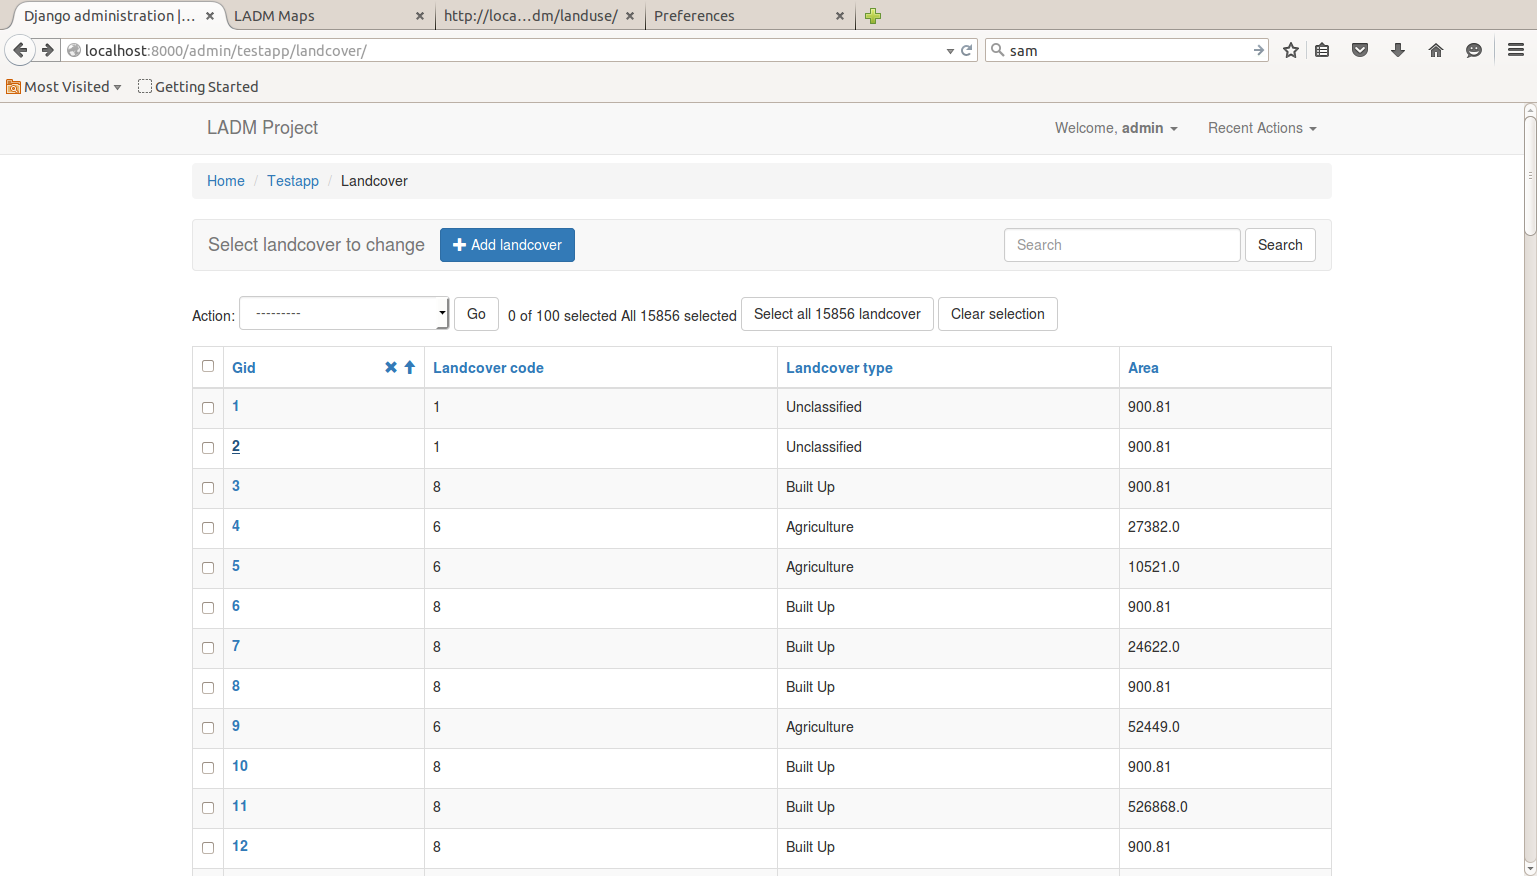 Django administration |... LADM Maps http://loca...dm/landuse/ Preferences
localhost:8000/admin/testapp/landcover/ sam
Most Visited Getting Started
LADM Project Welcome, admin Recent Actions
Home / Testapp / Landcover
Select landcover to change Add landcover Search Search
Action: --------- Go 0 of 100 selected All 15856 selected Select all 15856 landcover Clear selection
Gid Landcover code Landcover type Area
1 1 Unclassified 900.81
2 1 Unclassified 900.81
3 8 Built Up 900.81
4 6 Agriculture 27382.0
5 6 Agriculture 10521.0
6 8 Built Up 900.81
7 8 Built Up 24622.0
8 8 Built Up 900.81
9 6 Agriculture 52449.0
10 8 Built Up 900.81
11 8 Built Up 526868.0
12 8 Built Up 900.81